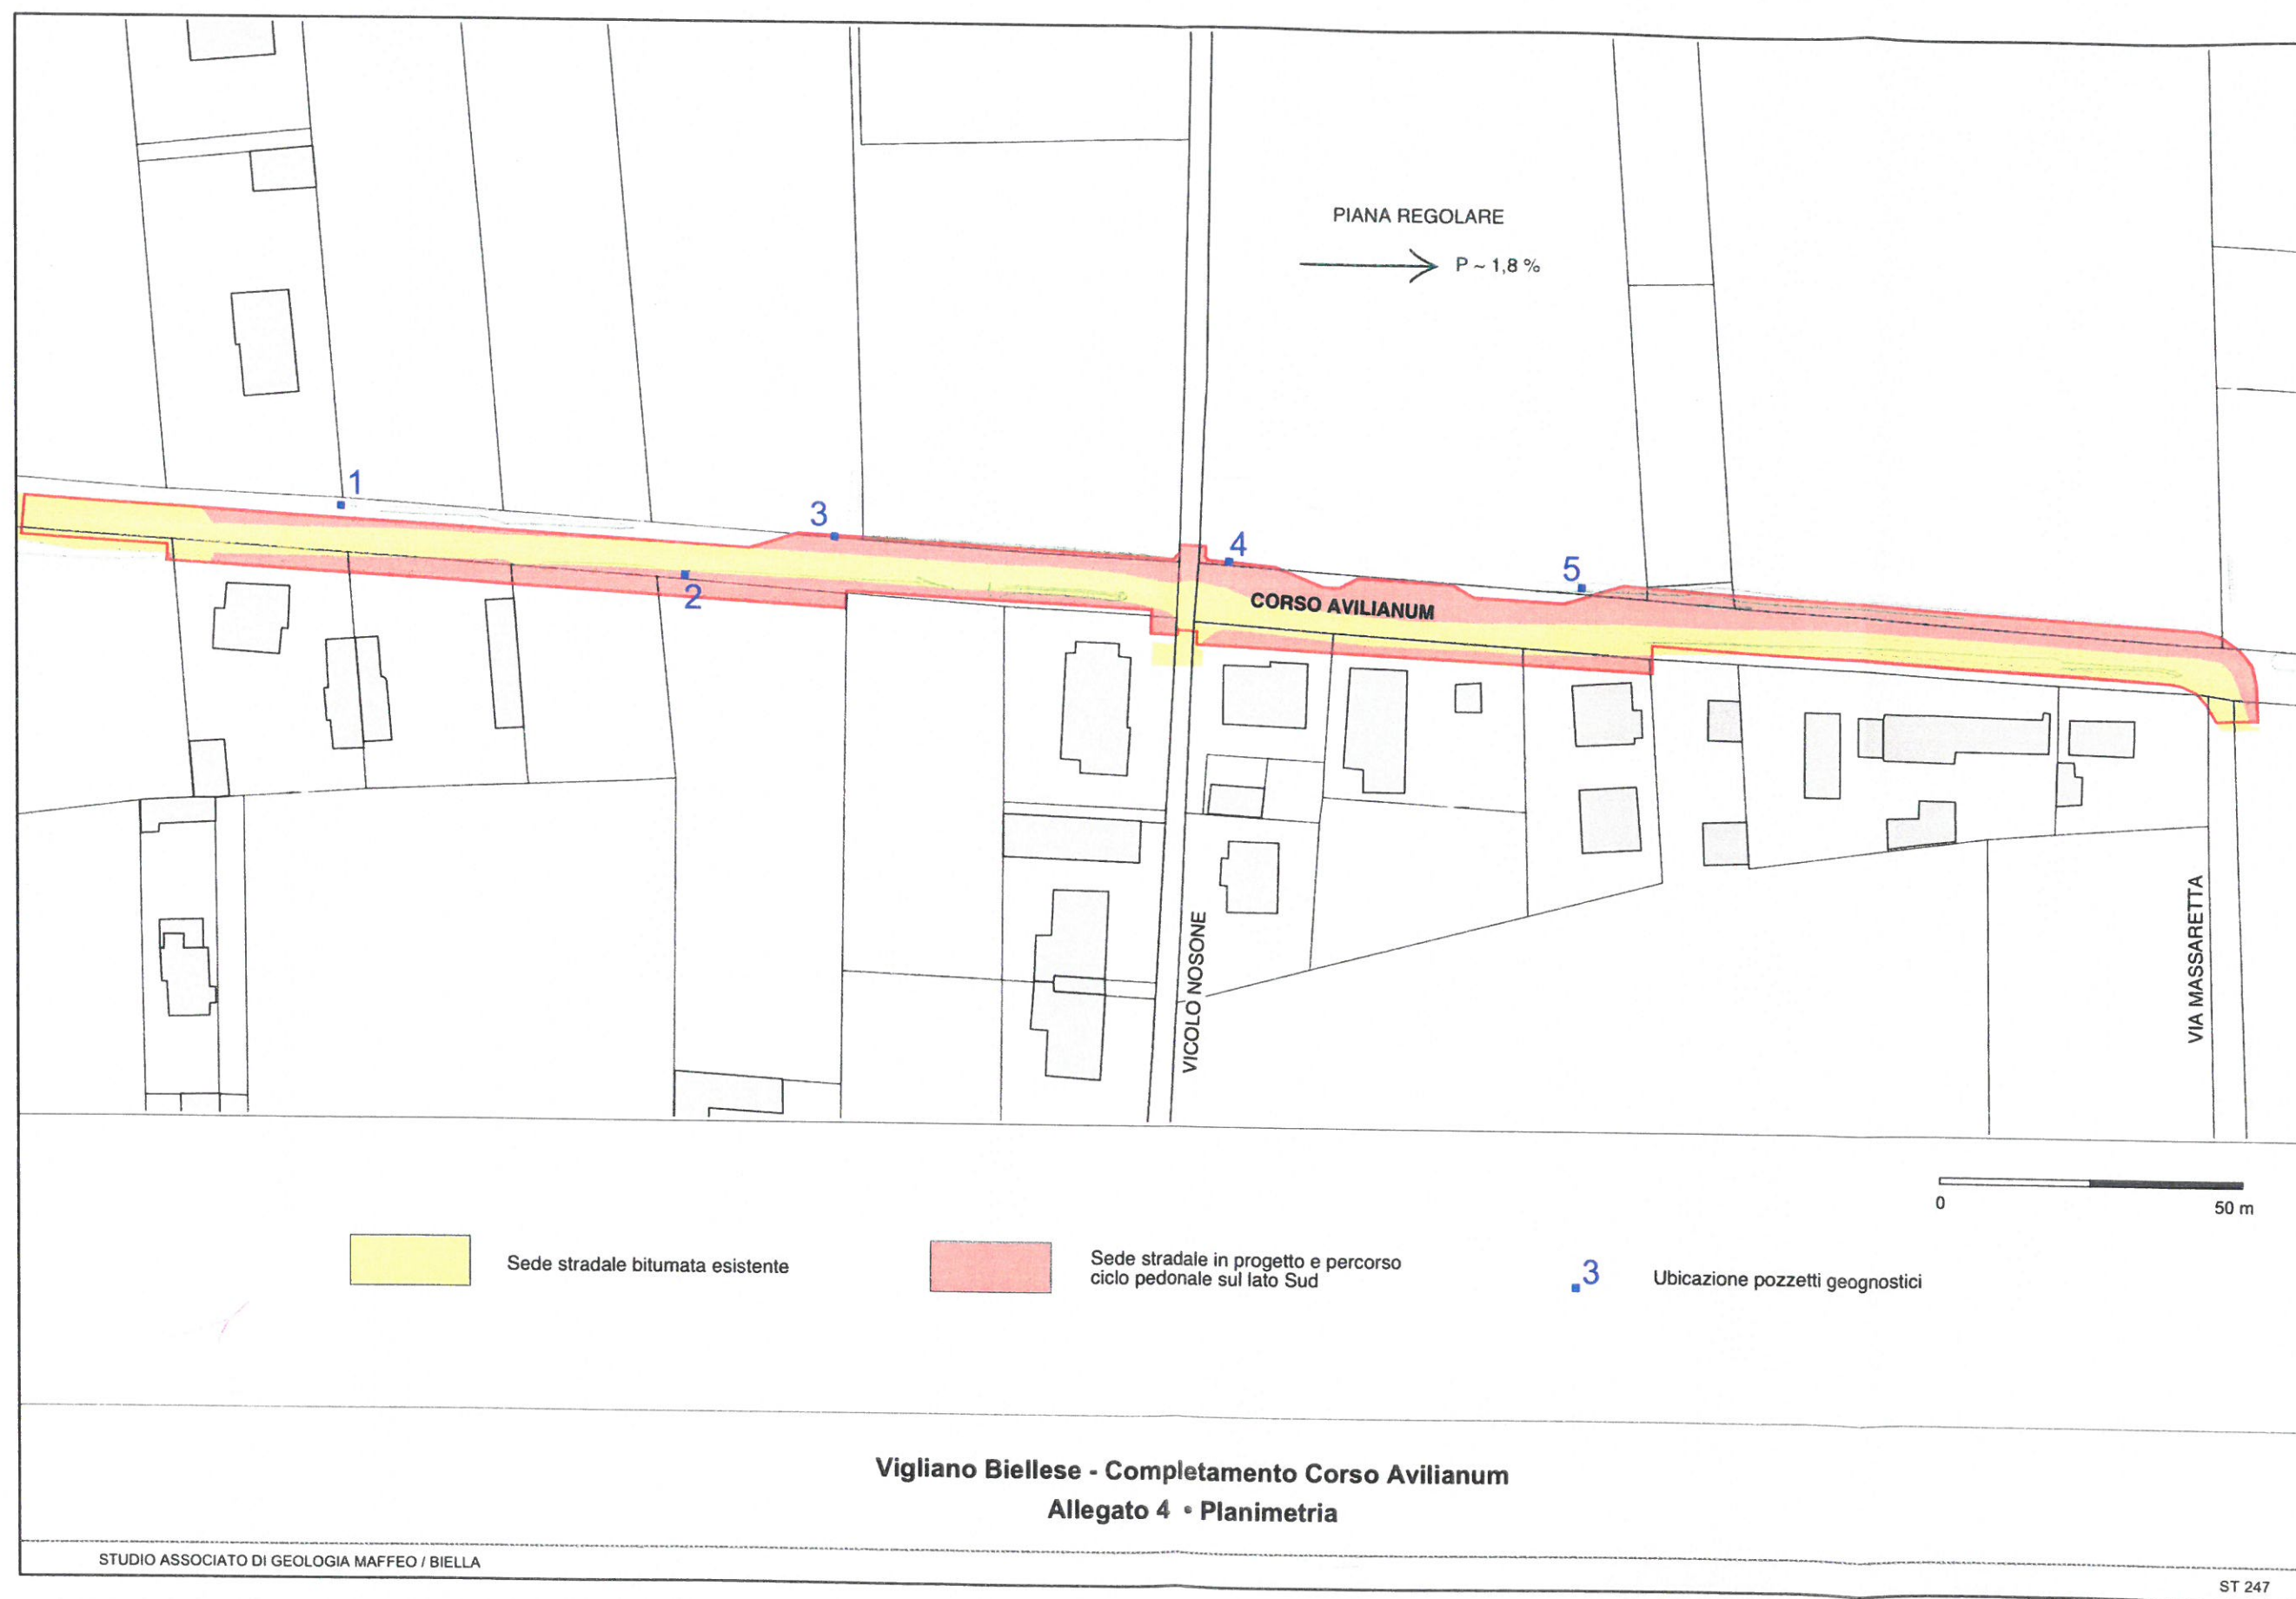 PIANA REGOLARE
P ~ 1,8 %
1
3
4
5
2
CORSO AVILIANUM
VICOLO NOSONE
VIA MASSARETTA
0
50 m
Sede stradale bitumata esistente
Sede stradale in progetto e percorso
ciclo pedonale sul lato Sud
3
Ubicazione pozzetti geognostici
Vigliano Biellese - Completamento Corso Avilianum
Allegato 4 • Planimetria
STUDIO ASSOCIATO DI GEOLOGIA MAFFEO / BIELLA
ST 247